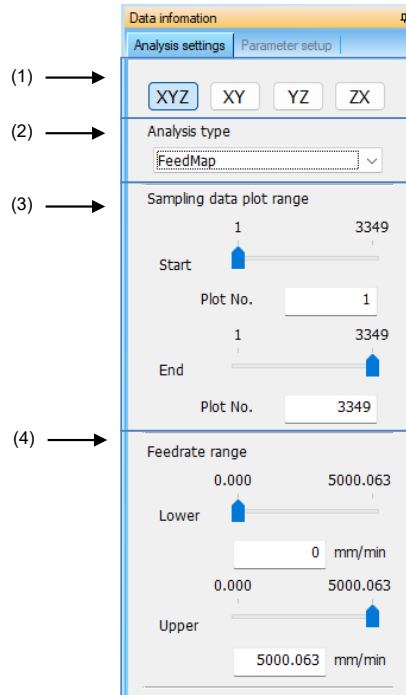 Data infomation
Analysis settings Parameter setup
(1)
XYZ XY YZ ZX
(2)
Analysis type
FeedMap
(3)
Sampling data plot range
1 3349
Start
Plot No. 1
1 3349
End
Plot No. 3349
(4)
Feedrate range
0.000 5000.063
Lower
0 mm/min
0.000 5000.063
Upper
5000.063 mm/min